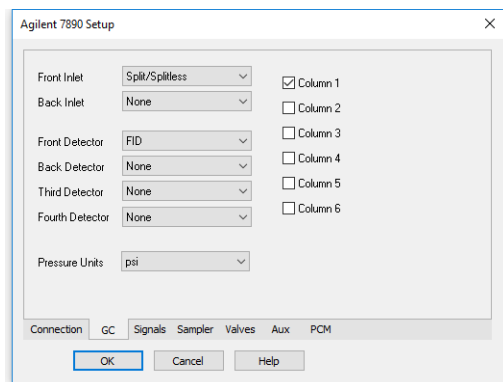 Agilent 7890 Setup
Front Inlet Split/Splitless
Back Inlet None
Front Detector FID
Back Detector None
Third Detector None
Fourth Detector None
Pressure Units psi
Column 1
Column 2
Column 3
Column 4
Column 5
Column 6
Connection GC Signals Sampler Valves Aux PCM
OK Cancel Help